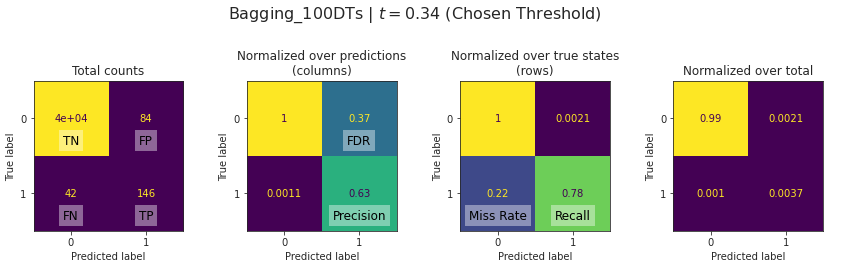 Bagging_100DTs | t = 0.34 (Chosen Threshold)
Total counts
True label
0
1
4e+04
TN
84
FP
42
FN
146
TP
0
1
Predicted label
Normalized over predictions
(columns)
True label
0
1
1
0.37
FDR
0.0011
0.63
Precision
0
1
Predicted label
Normalized over true states
(rows)
True label
0
1
1
0.0021
0.22
Miss Rate
0.78
Recall
0
1
Predicted label
Normalized over total
True label
0
1
0.99
0.0021
0.001
0.0037
0
1
Predicted label